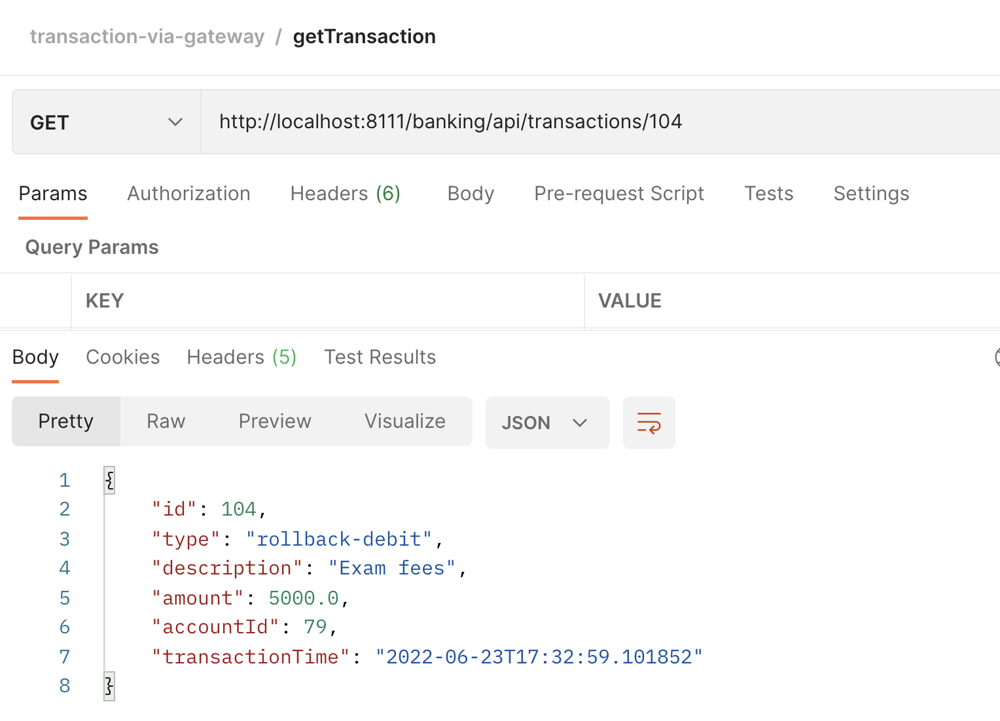 transaction-via-gateway / getTransaction
GET http://localhost:8111/banking/api/transactions/104
Params Authorization Headers (6) Body Pre-request Script Tests Settings
Query Params
KEY VALUE
Body Cookies Headers (5) Test Results
Pretty Raw Preview Visualize JSON
1 {
2 "id": 104,
3 "type": "rollback-debit",
4 "description": "Exam fees",
5 "amount": 5000.0,
6 "accountId": 79,
7 "transactionTime": "2022-06-23T17:32:59.101852"
8 }